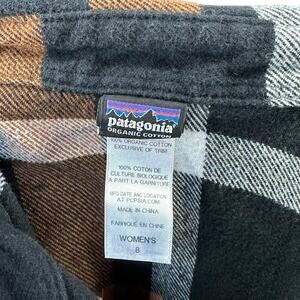 patagonia
ORGANIC COTTON
100% ORGANIC COTTON
EXCLUSIVE OF TRIM
100% COTON DE
CULTURE BIOLOGIQUE
A PART LA GARNITURE
MFG DATE AND LOCATION
AT PCPSIA.COM
MADE IN CHINA
FABRIQUÉ EN CHINE
WOMEN'S
8